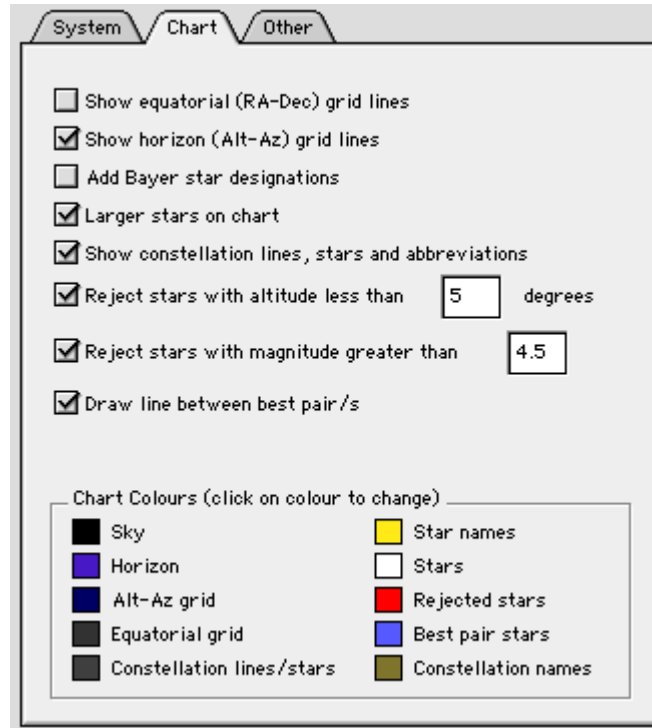 System Chart Other
Show equatorial (RA-Dec) grid lines
Show horizon (Alt-Az) grid lines
Add Bayer star designations
Larger stars on chart
Show constellation lines, stars and abbreviations
Reject stars with altitude less than 5 degrees
Reject stars with magnitude greater than 4.5
Draw line between best pair/s
Chart Colours (click on colour to change)
Sky Star names
Horizon Stars
Alt-Az grid Rejected stars
Equatorial grid Best pair stars
Constellation lines/stars Constellation names